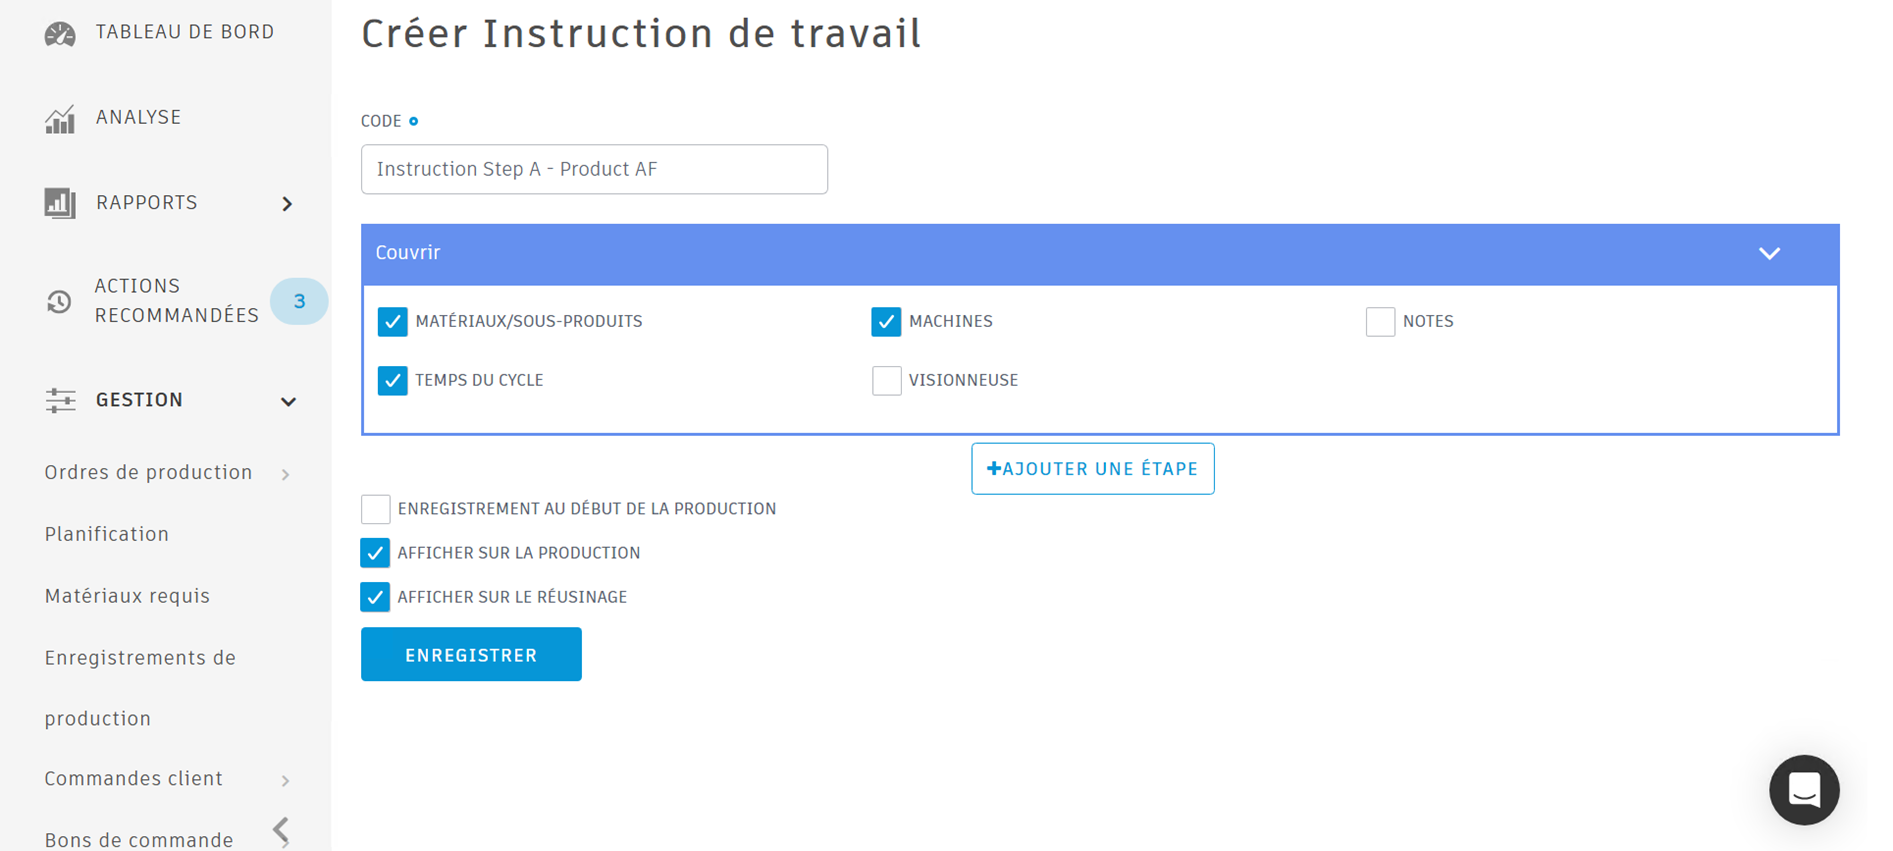 TABLEAU DE BORD
ANALYSE
RAPPORTS
ACTIONS
RECOMMANDÉES
3
GESTION
Ordres de production
Planification
Matériaux requis
Enregistrements de
production
Commandes client
Bons de commande
Créer Instruction de travail
CODE
Instruction Step A - Product AF
Couvrir
MATÉRIAUX/SOUS-PRODUITS
MACHINES
NOTES
TEMPS DU CYCLE
VISIONNEUSE
+AJOUTER UNE ÉTAPE
ENREGISTREMENT AU DÉBUT DE LA PRODUCTION
AFFICHER SUR LA PRODUCTION
AFFICHER SUR LE RÉUSINAGE
ENREGISTRER